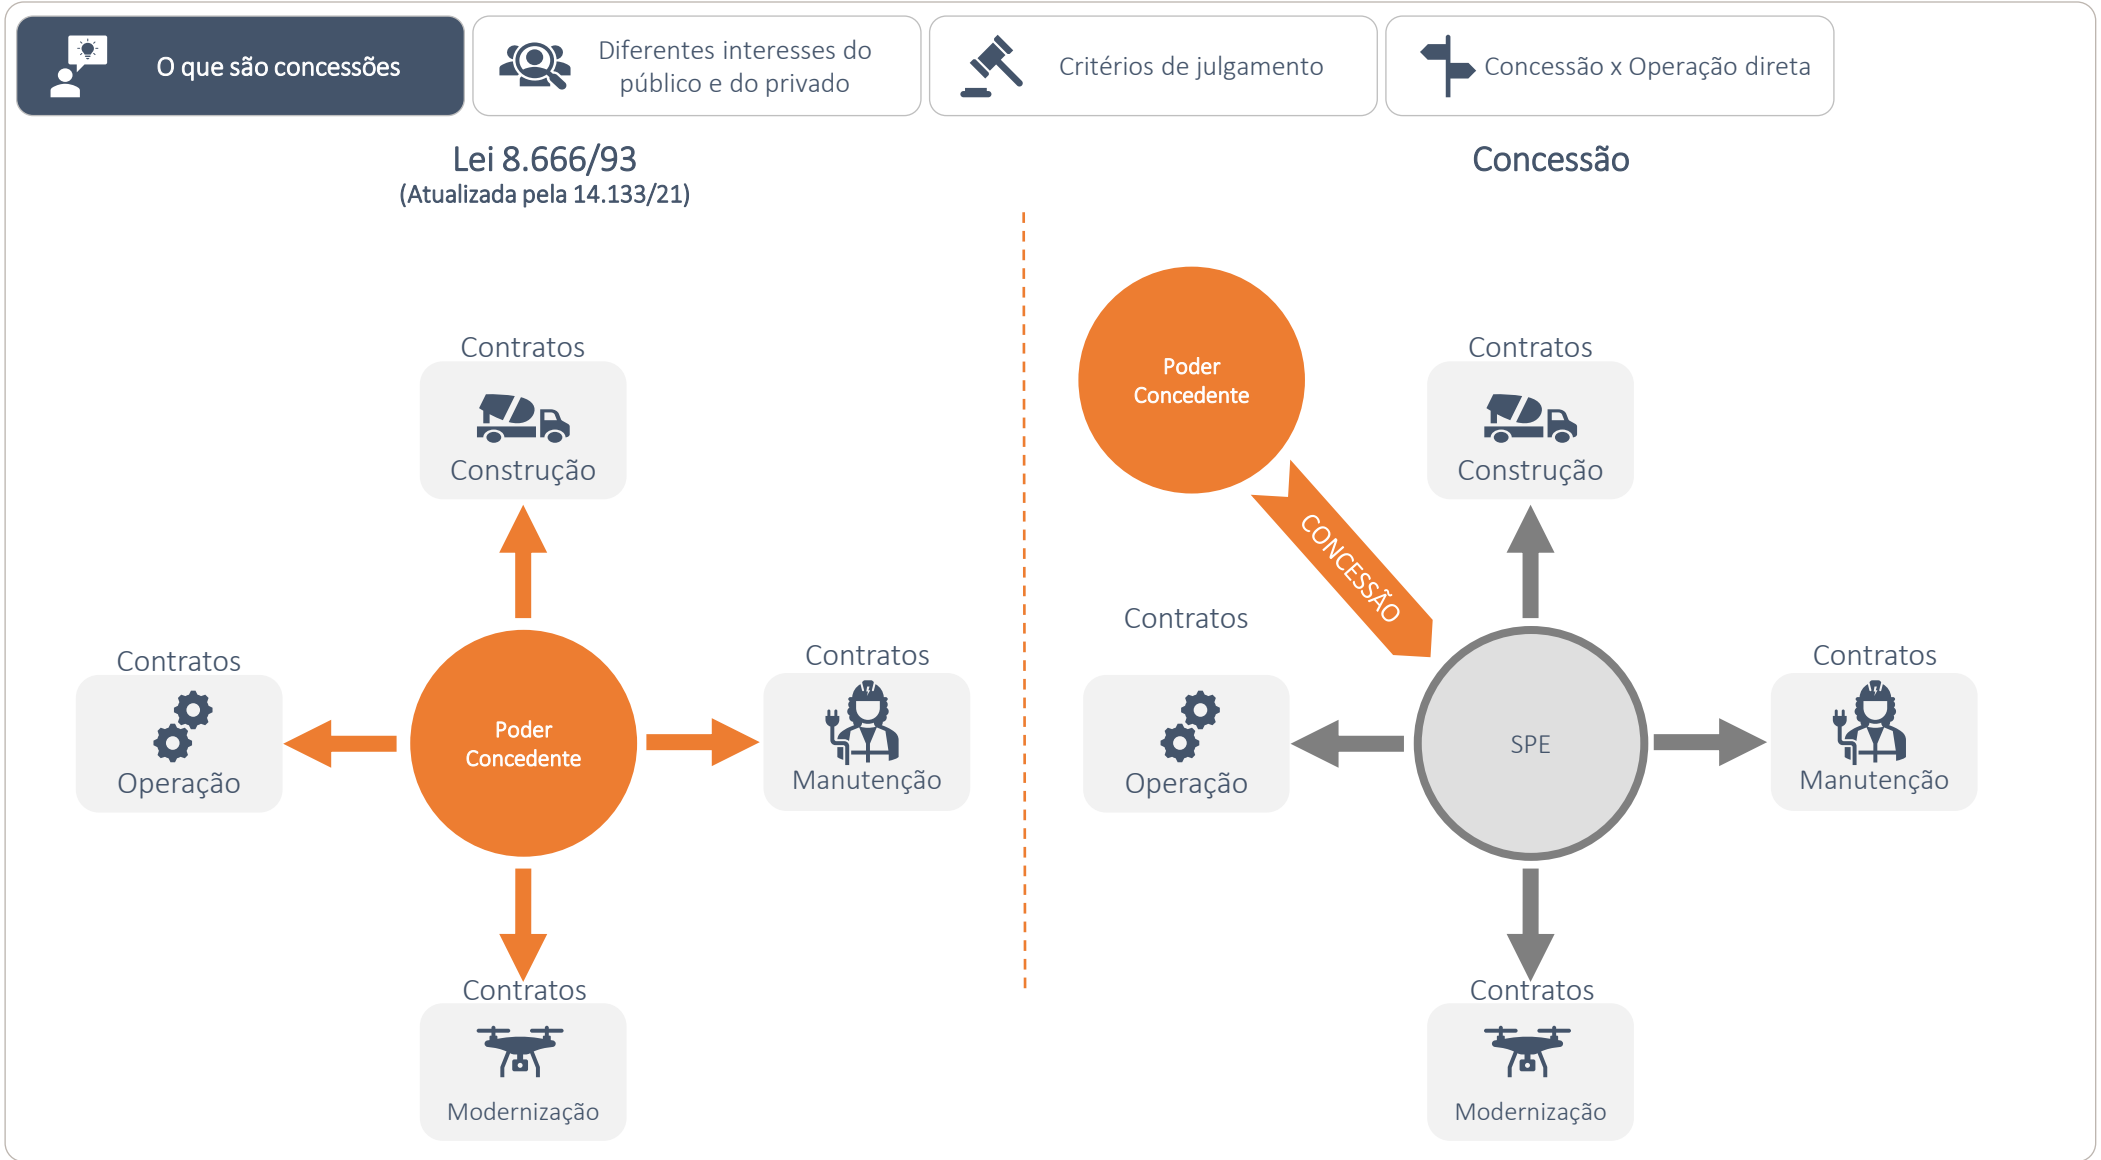 O que são concessões
Diferentes interesses do
público e do privado
Critérios de julgamento
Concessão x Operação direta
Lei 8.666/93
(Atualizada pela 14.133/21)
Contratos
Construção
Contratos
Operação
Poder
Concedente
Contratos
Manutenção
Contratos
Modernização
Concessão
Poder
Concedente
CONCESSÃO
Contratos
Construção
Contratos
Operação
SPE
Contratos
Manutenção
Contratos
Modernização